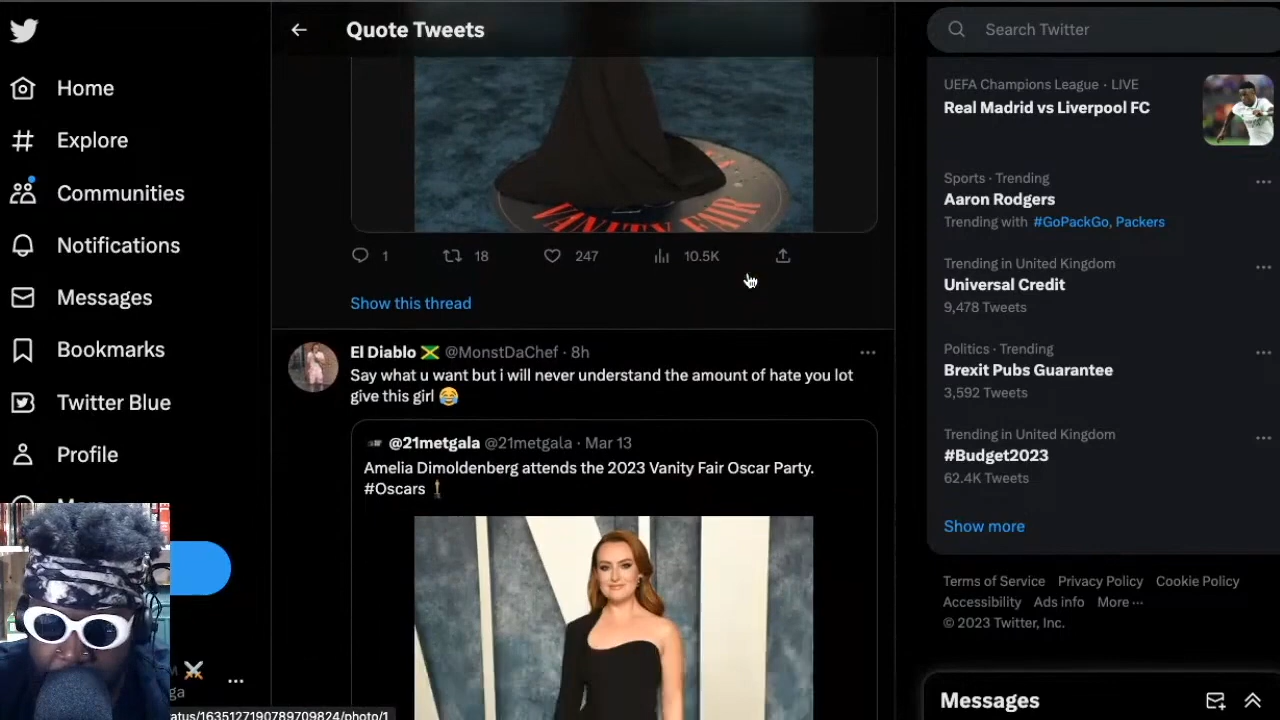 Home
Explore
Communities
Notifications
Messages
Bookmarks
Twitter Blue
Profile
Quote Tweets
VANITY FAIR
1
18
247
10.5K
Show this thread
El Diablo 🇯🇲 @MonstDaChef · 8h
Say what u want but i will never understand the amount of hate you lot
give this girl 😂
@21metgala @21metgala · Mar 13
Amelia Dimoldenberg attends the 2023 Vanity Fair Oscar Party.
#Oscars
Search Twitter
UEFA Champions League · LIVE
Real Madrid vs Liverpool FC
Sports · Trending
Aaron Rodgers
Trending with #GoPackGo, Packers
Trending in United Kingdom
Universal Credit
9,478 Tweets
Politics · Trending
Brexit Pubs Guarantee
3,592 Tweets
Trending in United Kingdom
#Budget2023
62.4K Tweets
Show more
Terms of Service Privacy Policy Cookie Policy
Accessibility Ads info More ···
© 2023 Twitter, Inc.
Messages
atus/1635127190789709824/photo/1